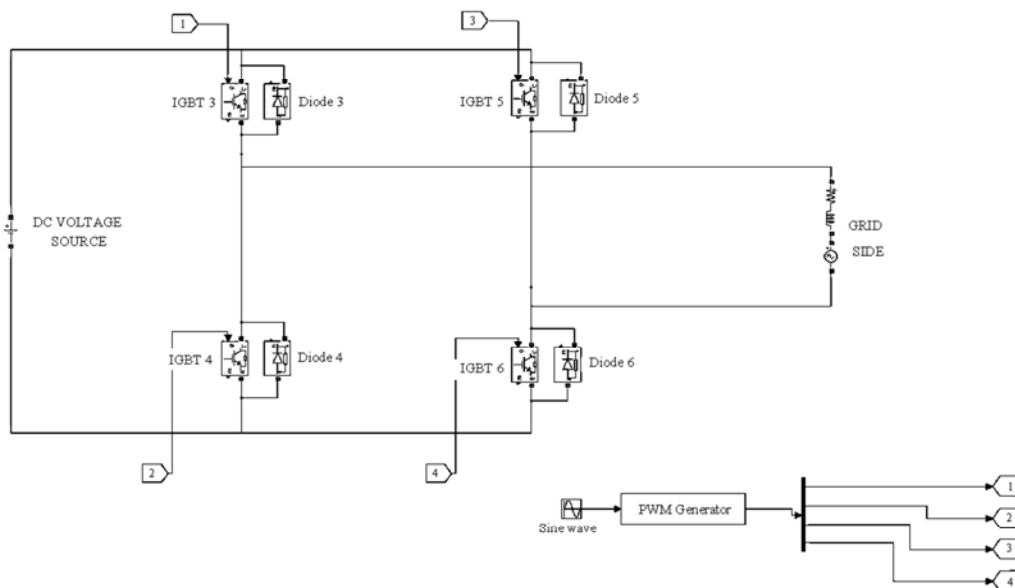 1
3
IGBT 3
Diode 3
IGBT 5
Diode 5
DC VOLTAGE
SOURCE
GRID
SIDE
IGBT 4
Diode 4
IGBT 6
Diode 6
2
4
Sine wave
PWM Generator
1
2
3
4